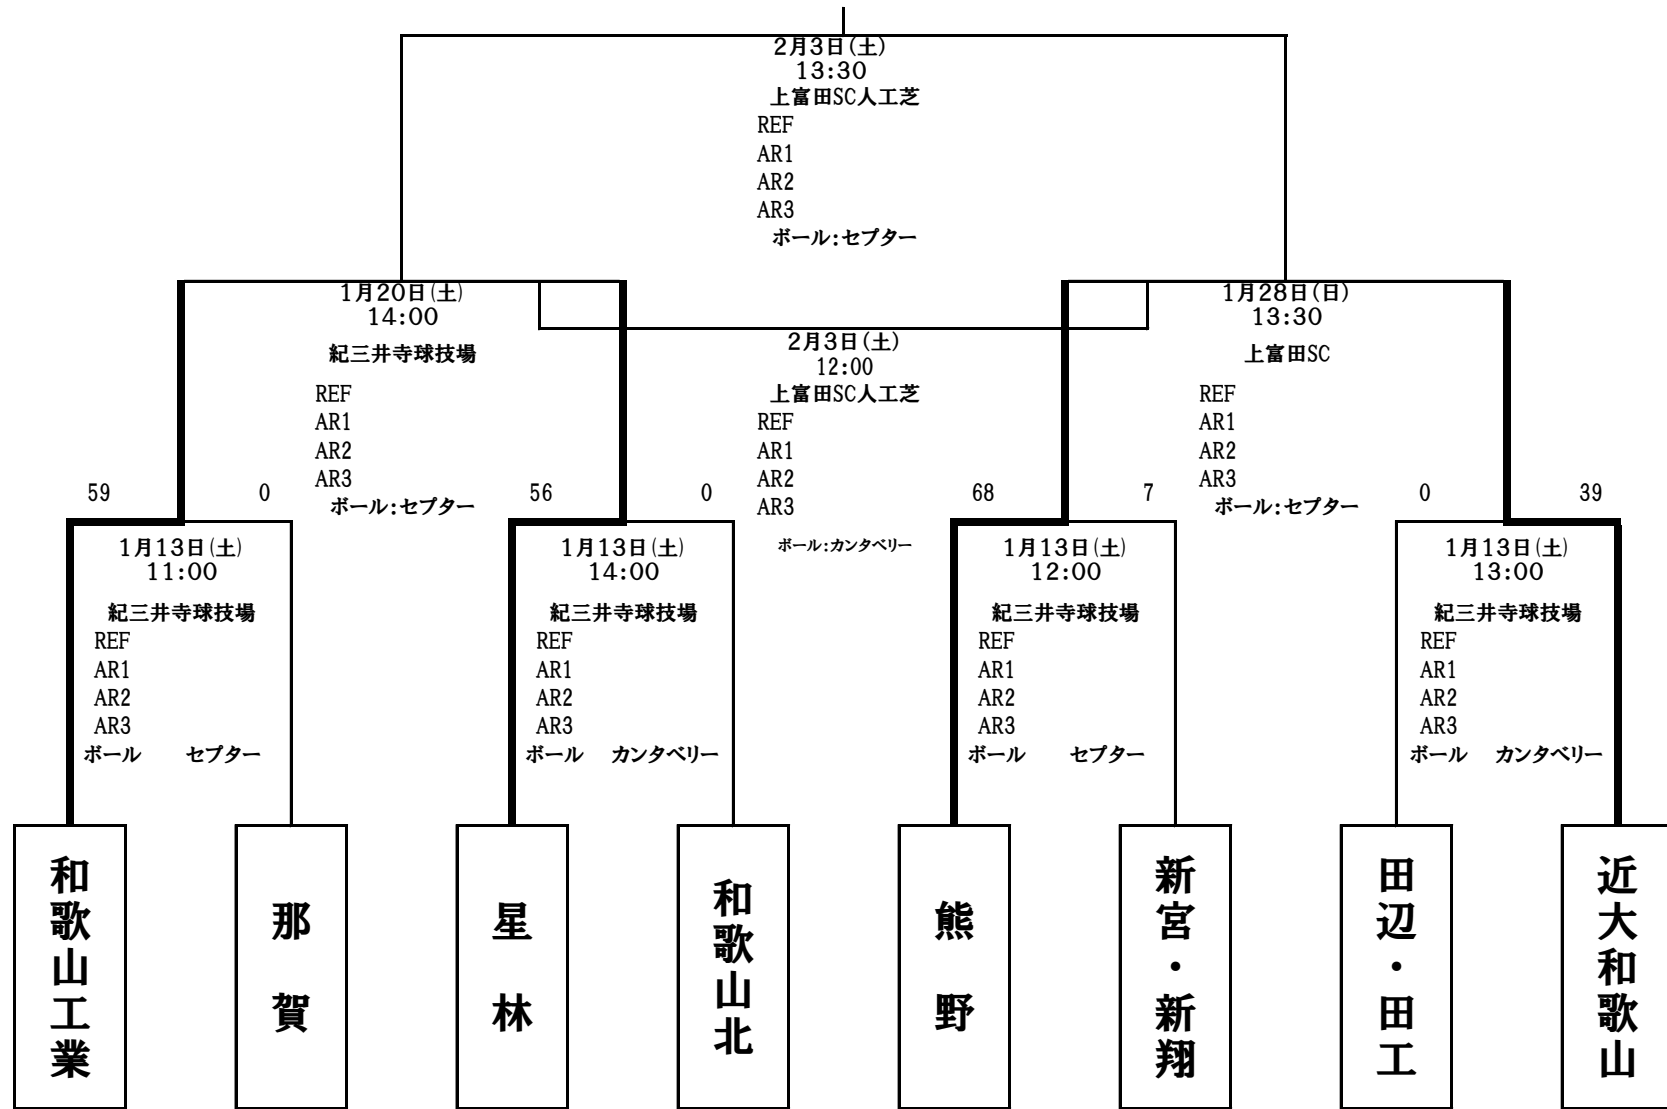 2月3日(土)
13:30
上富田SC人工芝
REF
AR1
AR2
AR3
ボール:セプター
1月20日(土)
14:00
紀三井寺球技場
REF
AR1
AR2
AR3
ボール:セプター
2月3日(土)
12:00
上富田SC人工芝
REF
AR1
AR2
AR3
ボール:カンタベリー
1月28日(日)
13:30
上富田SC
REF
AR1
AR2
AR3
ボール:セプター
59 0 56 0 68 7 0 39
1月13日(土)
11:00
紀三井寺球技場
REF
AR1
AR2
AR3
ボール セプター
1月13日(土)
14:00
紀三井寺球技場
REF
AR1
AR2
AR3
ボール カンタベリー
1月13日(土)
12:00
紀三井寺球技場
REF
AR1
AR2
AR3
ボール セプター
1月13日(土)
13:00
紀三井寺球技場
REF
AR1
AR2
AR3
ボール カンタベリー
和歌山工業
那賀
星林
和歌山北
熊野
新宮・新翔
田辺・田工
近大和歌山